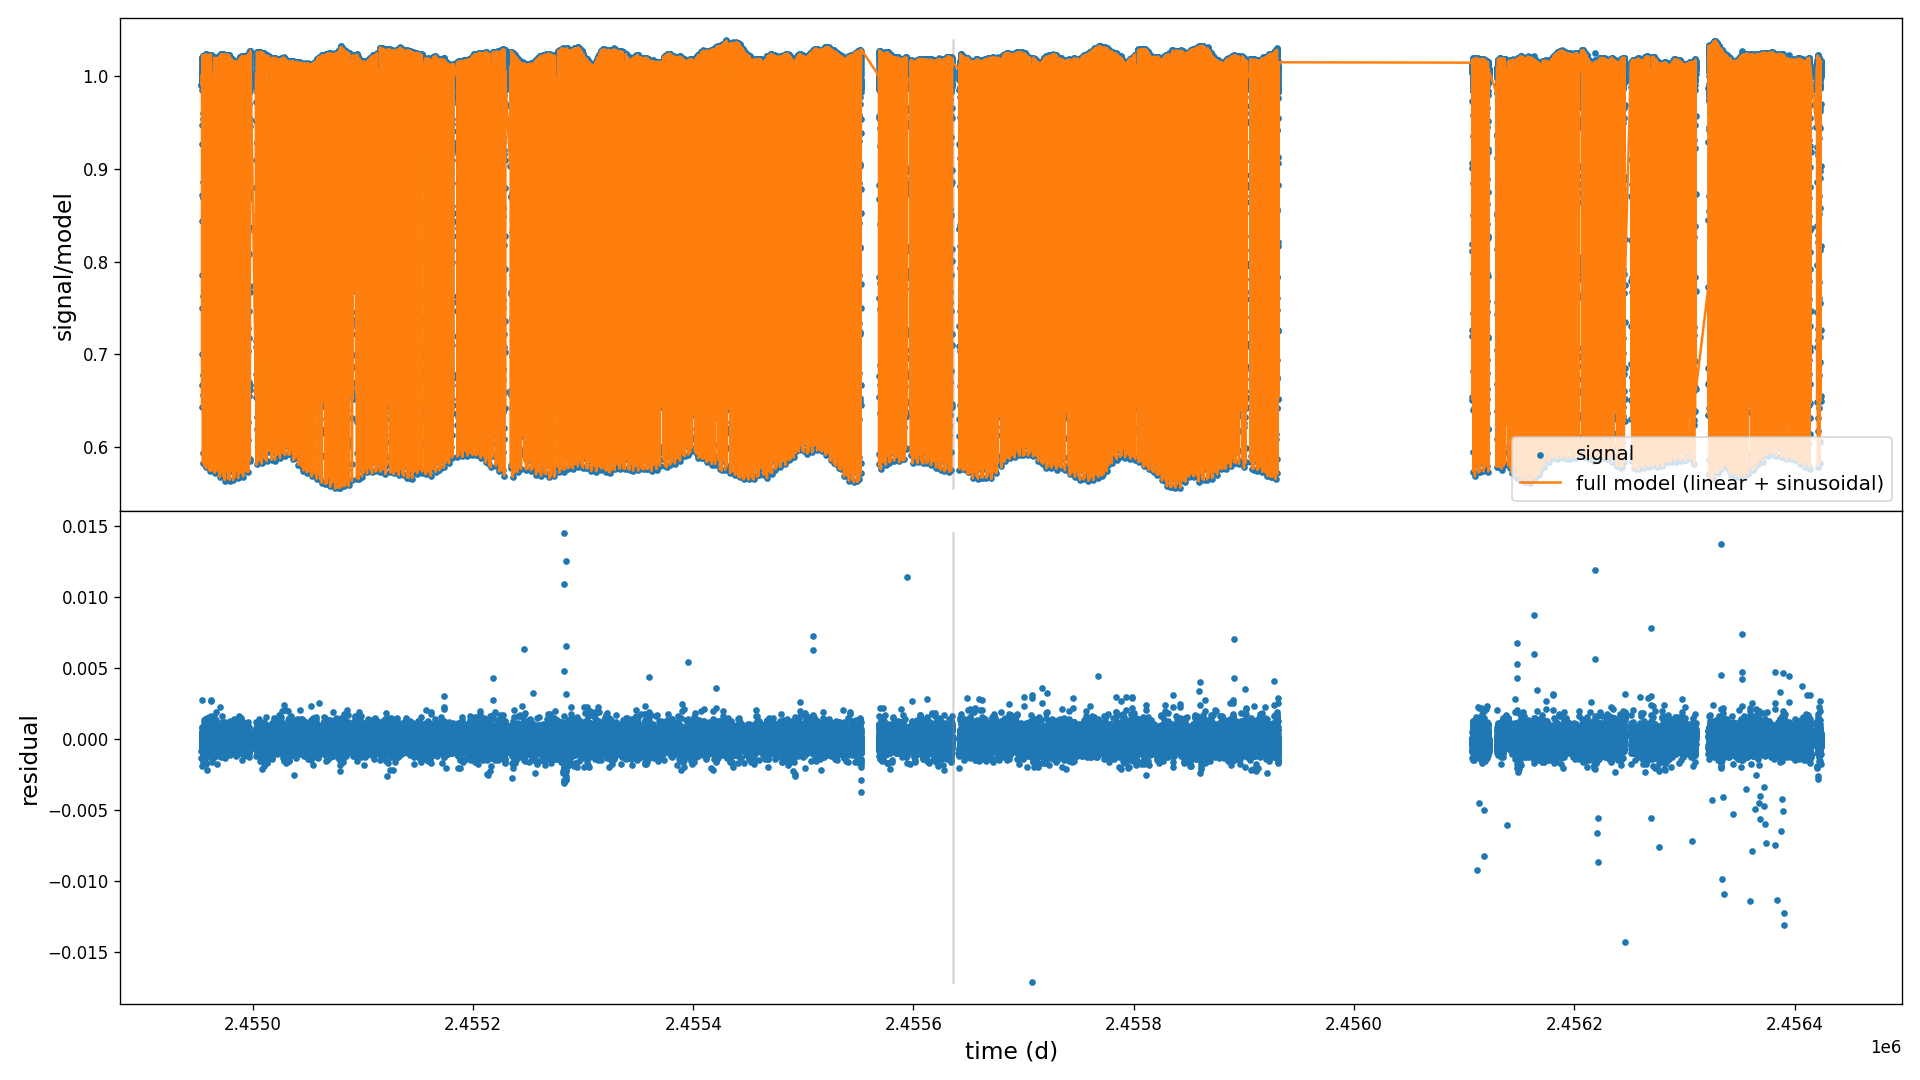 signal/model
1.0
0.9
0.8
0.7
0.6
signal
full model (linear + sinusoidal)
residual
0.015
0.010
0.005
0.000
−0.005
−0.010
−0.015
2.4550 2.4552 2.4554 2.4556 2.4558 2.4560 2.4562 2.4564
1e6
time (d)